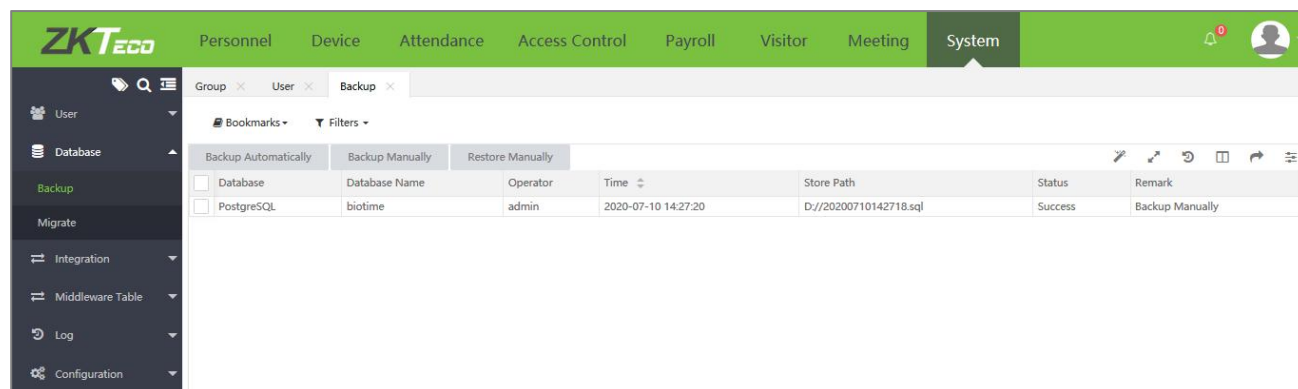 ZKTeco Personnel Device Attendance Access Control Payroll Visitor Meeting System 0
Group User Backup
User
Bookmarks Filters
Database
Backup Automatically Backup Manually Restore Manually
Database Database Name Operator Time Store Path Status Remark
Backup
PostgreSQL biotime admin 2020-07-10 14:27:20 D://20200710142718.sql Success Backup Manually
Migrate
Integration
Middleware Table
Log
Configuration